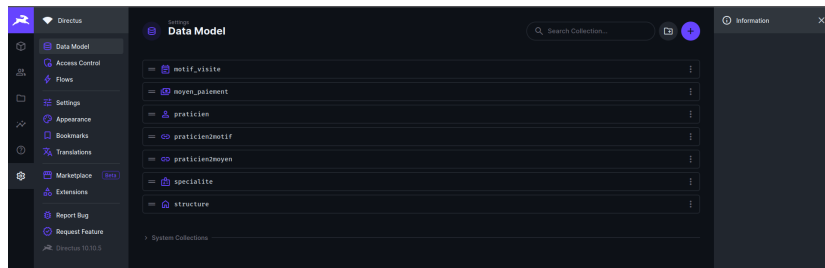 Directus
Data Model
Access Control
Flows
Settings
Appearance
Bookmarks
Translations
Marketplace
Beta
Extensions
Report Bug
Request Feature
Directus 10.10.5
Settings
Data Model
Search Collection...
motif_visite
moyen_paiement
praticien
praticien2motif
praticien2moyen
specialite
structure
System Collections
Information